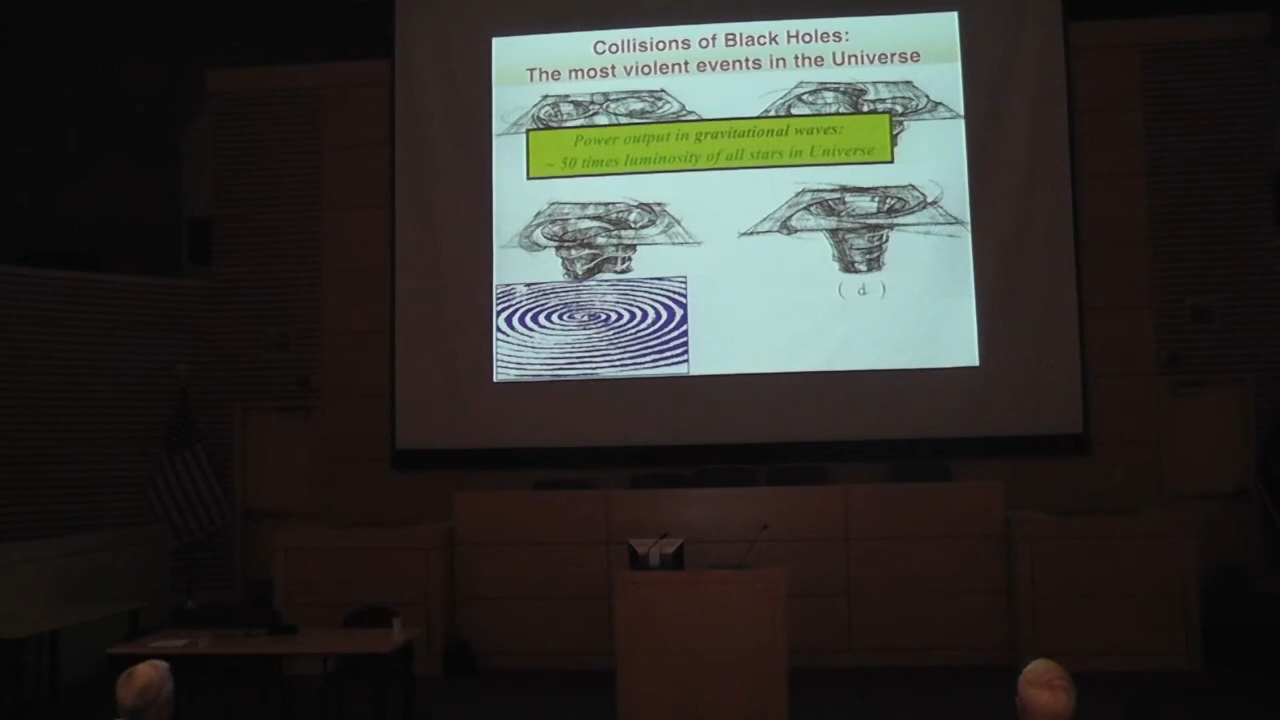 Collisions of Black Holes:
The most violent events in the Universe
Power output in gravitational waves:
~ 50 times luminosity of all stars in Universe
( d )